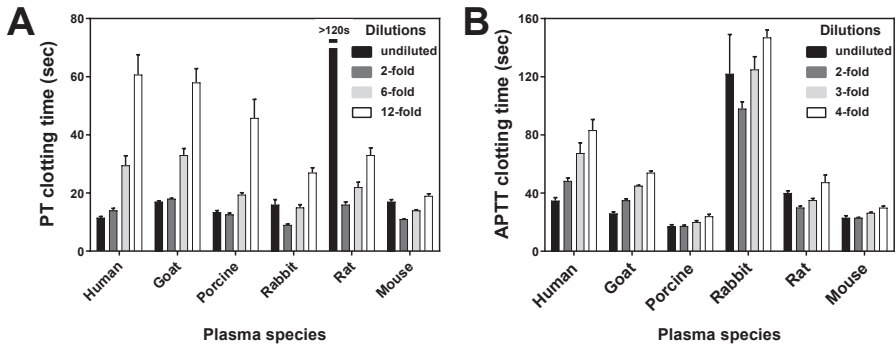 A
PT clotting time (sec)
80
60
40
20
0
>120s
Dilutions
undiluted
2-fold
6-fold
12-fold
Human
Goat
Porcine
Rabbit
Rat
Mouse
Plasma species
B
APTT clotting time (sec)
160
120
80
40
0
Dilutions
undiluted
2-fold
3-fold
4-fold
Human
Goat
Porcine
Rabbit
Rat
Mouse
Plasma species